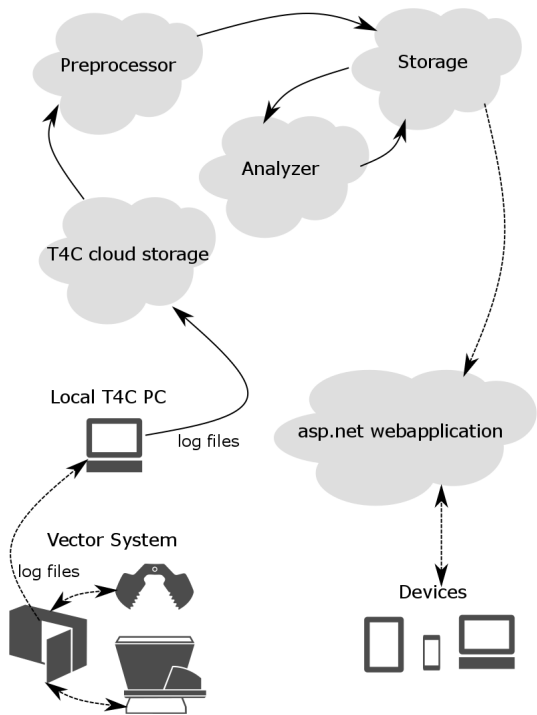 Preprocessor
Storage
Analyzer
T4C cloud storage
Local T4C PC
log files
asp.net webapplication
Vector System
log files
Devices